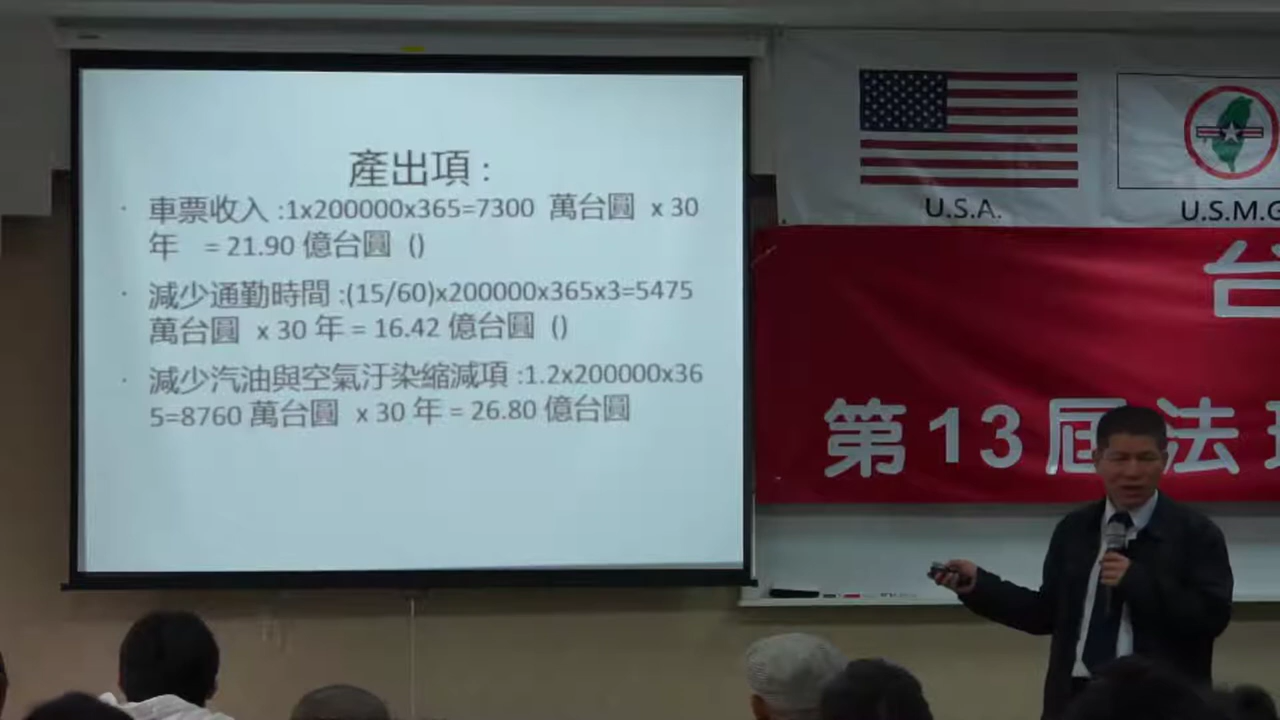 產出項：
· 車票收入 :1x200000x365=7300 萬台圓 x 30
年 = 21.90 億台圓 ()
· 減少通勤時間 :(15/60)x200000x365x3=5475
萬台圓 x 30 年 = 16.42 億台圓 ()
· 減少汽油與空氣汙染縮減項 :1.2x200000x36
5=8760 萬台圓 x 30 年 = 26.80 億台圓
U.S.A.
U.S.M.G
台
第13屆法理